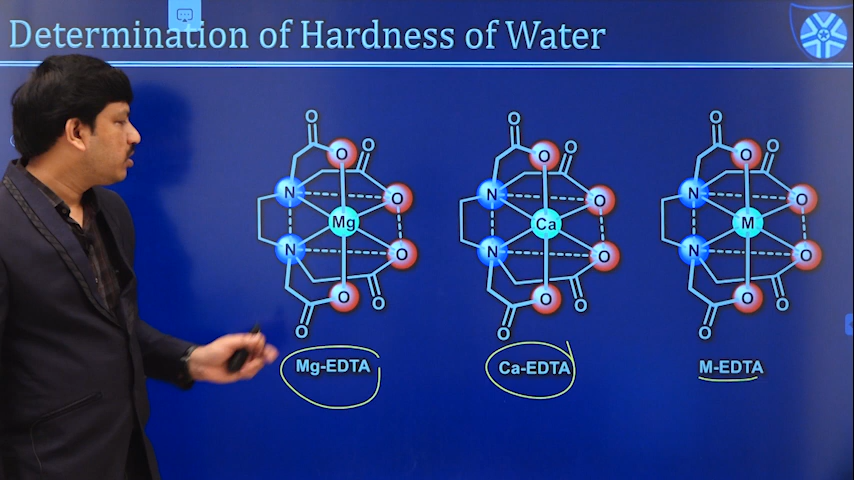 Determination of Hardness of Water
O O
O
N O
Mg
N O
O
O O
O O
O
N O
Ca
N O
O
O O
O O
O
N O
M
N O
O
O O
Mg-EDTA Ca-EDTA M-EDTA